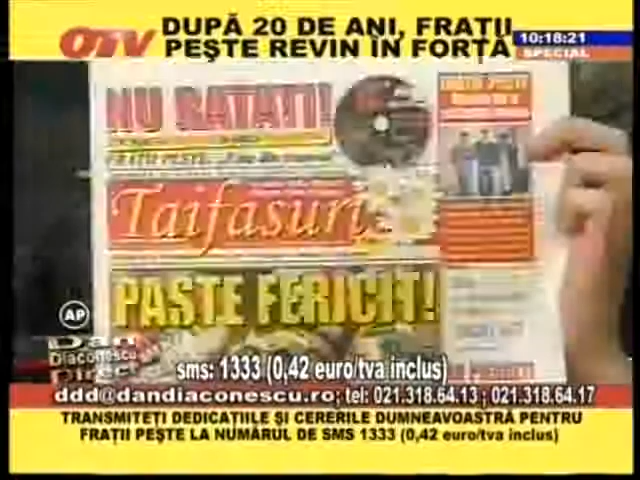 OTV
DUPĂ 20 DE ANI, FRAȚII
PEȘTE REVIN ÎN FORȚĂ
10:18:21
SPECIAL
NU RATATI!
Taifasuri
PASTE FERICIT!
AP
Dan
Diaconescu
Direct
sms: 1333 (0,42 euro/tva inclus)
ddd@dandiaconescu.ro; tel: 021.318.64.13 ; 021.318.64.17
TRANSMITEȚI DEDICAȚIILE ȘI CERERILE DUMNEAVOASTRĂ PENTRU
FRAȚII PEȘTE LA NUMĂRUL DE SMS 1333 (0,42 euro/tva inclus)